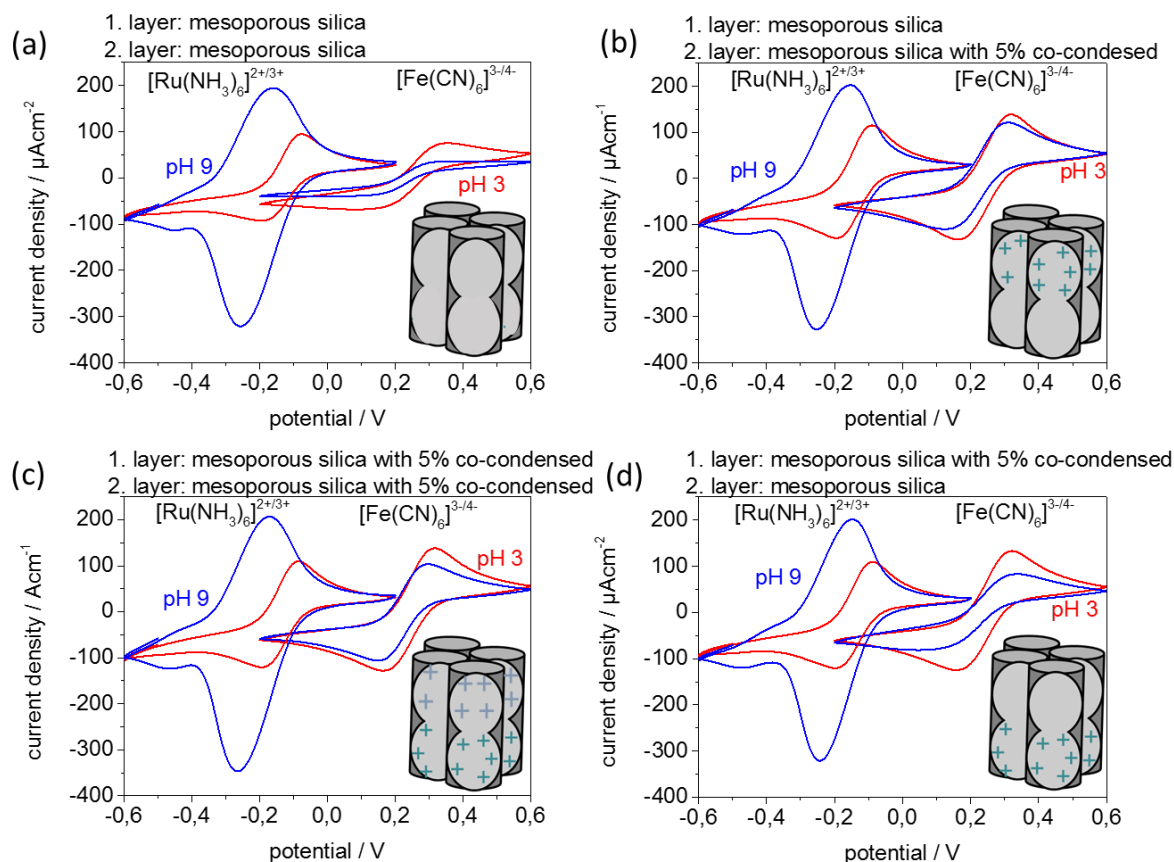 (a)
1. layer: mesoporous silica
2. layer: mesoporous silica
[Ru(NH3)6]2+/3+
[Fe(CN)6]3-/4-
pH 9
pH 3
current density / µAcm-2
200
100
0
-100
-200
-300
-400
-0,6 -0,4 -0,2 0,0 0,2 0,4 0,6
potential / V
(b)
1. layer: mesoporous silica
2. layer: mesoporous silica with 5% co-condesed
[Ru(NH3)6]2+/3+
[Fe(CN)6]3-/4-
pH 9
pH 3
current density / µAcm-1
200
100
0
-100
-200
-300
-400
-0,6 -0,4 -0,2 0,0 0,2 0,4 0,6
potential / V
(c)
1. layer: mesoporous silica with 5% co-condensed
2. layer: mesoporous silica with 5% co-condensed
[Ru(NH3)6]2+/3+
[Fe(CN)6]3-/4-
pH 3
pH 9
current density / Acm-1
200
100
0
-100
-200
-300
-400
-0,6 -0,4 -0,2 0,0 0,2 0,4 0,6
potential / V
(d)
1. layer: mesoporous silica with 5% co-condensed
2. layer: mesoporous silica
[Ru(NH3)6]2+/3+
[Fe(CN)6]3-/4-
pH 9
pH 3
current density / µAcm-2
200
100
0
-100
-200
-300
-400
-0,6 -0,4 -0,2 0,0 0,2 0,4 0,6
potential / V